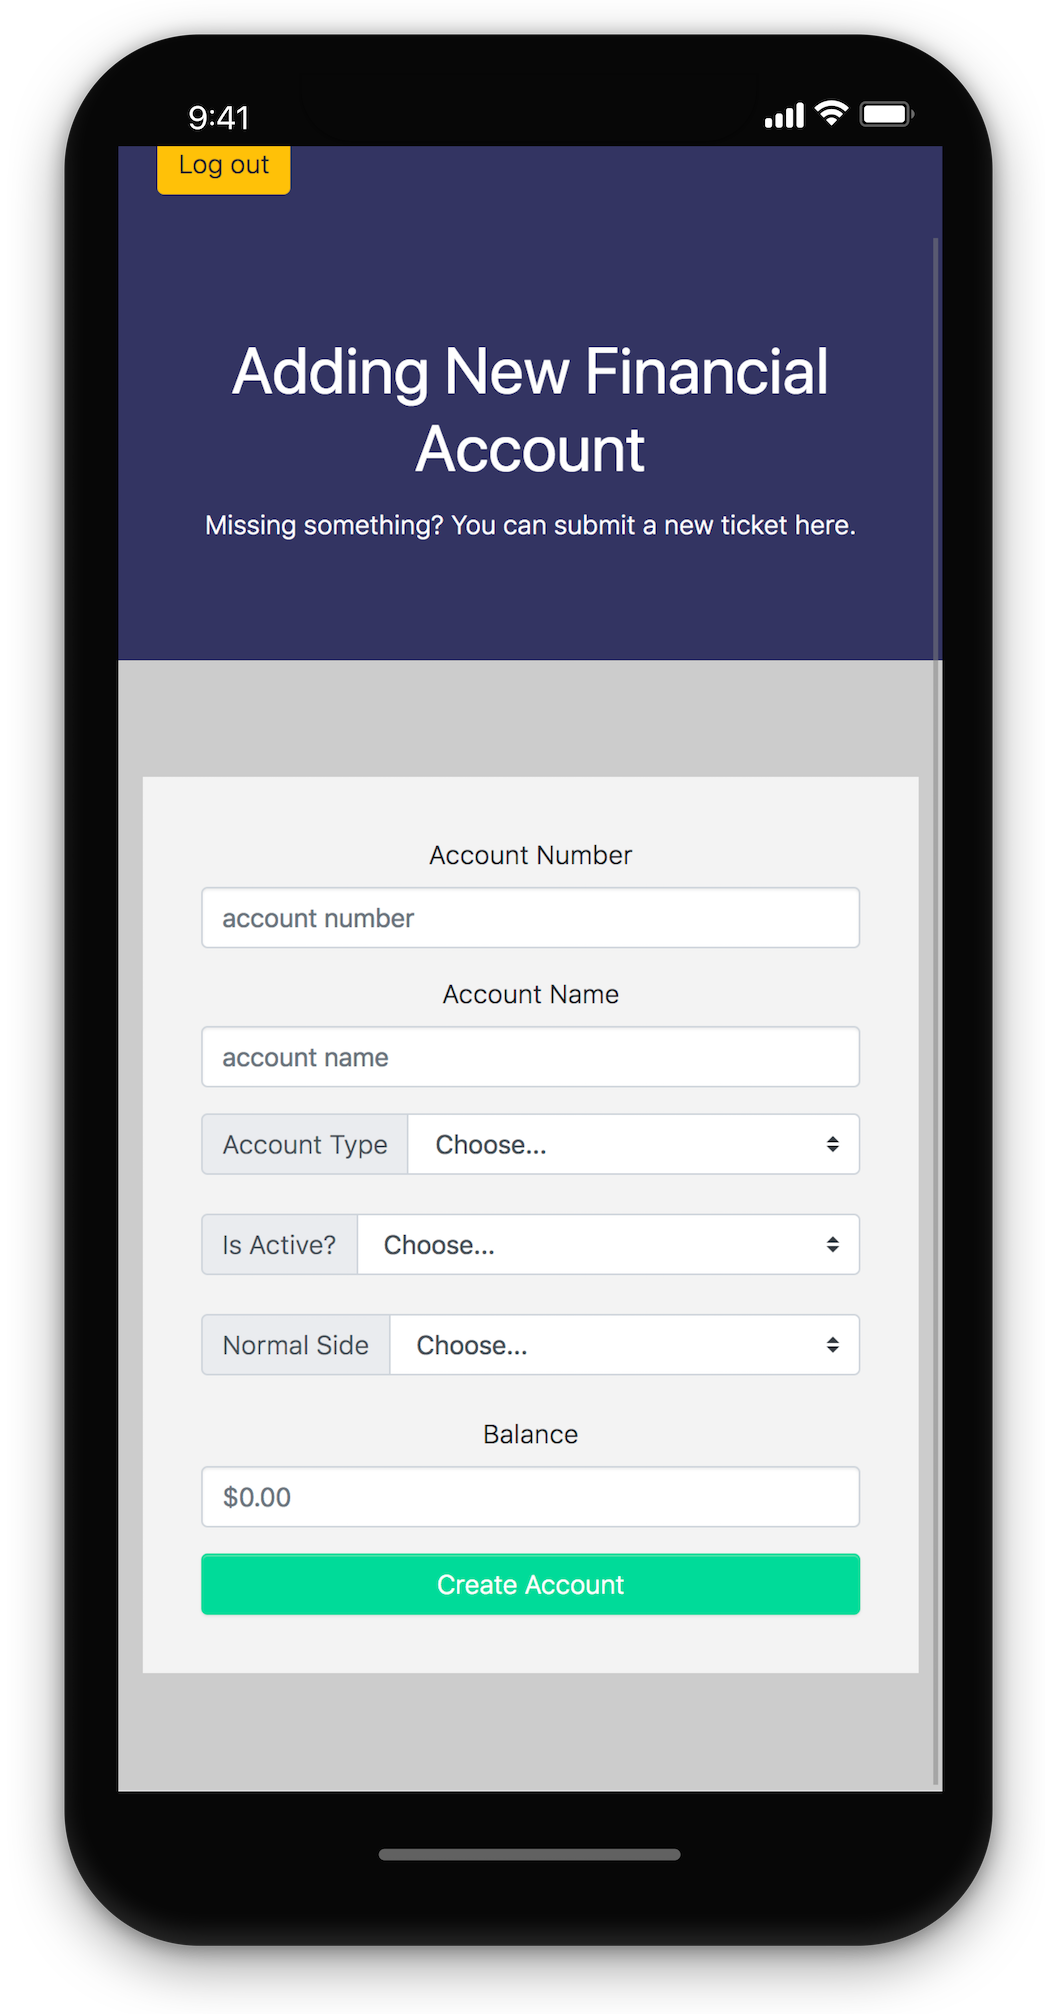 9:41
Log out
Adding New Financial
Account
Missing something? You can submit a new ticket here.
Account Number
account number
Account Name
account name
Account Type Choose...
Is Active? Choose...
Normal Side Choose...
Balance
$0.00
Create Account